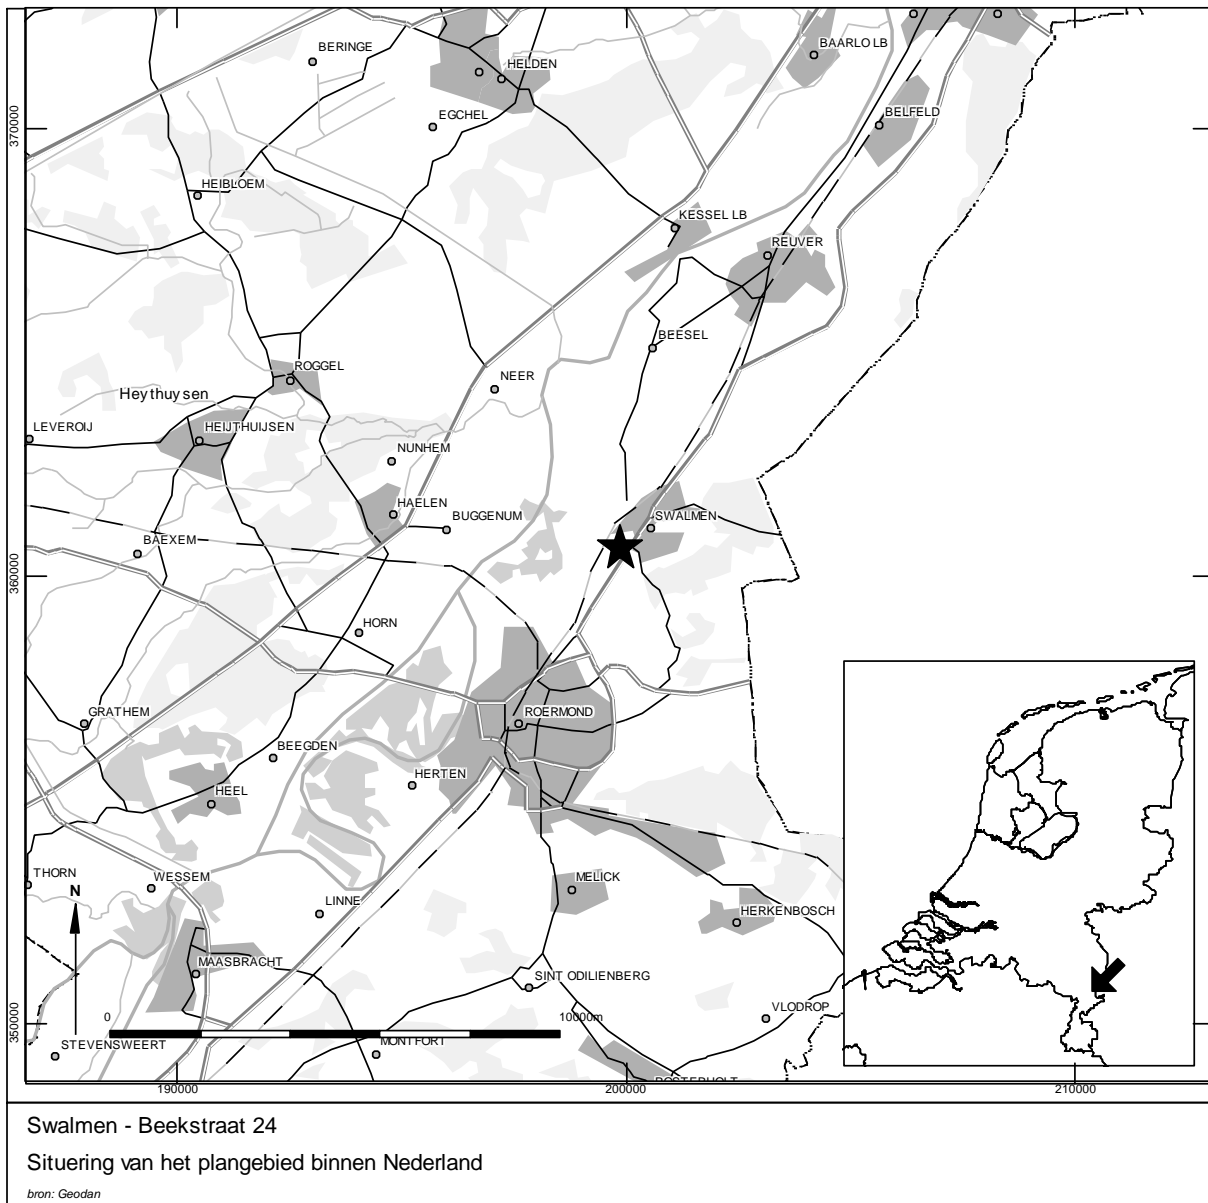 BERINGE
BAARLO LB
HELDEN
EGCHEL
BELFELD
370000
HEIBLOEM
KESSEL LB
REUVER
BEESEL
ROGGEL
NEER
Heythuysen
LEVEROIJ
HEIJTHUIJSEN
NUNHEM
HAELEN
BUGGENUM
SWALMEN
BAEXEM
360000
HORN
GRATHEM
ROERMOND
BEEGDEN
HERTEN
HEEL
THORN
WESSEM
N
MELICK
LINNE
HERKENBOSCH
MAASBRACHT
SINT ODILIENBERG
VLODROP
0
10000m
350000
STEVENSWEERT
MONTFORT
POSTERHOLT
190000
200000
210000
Swalmen - Beekstraat 24
Situering van het plangebied binnen Nederland
bron: Geodan